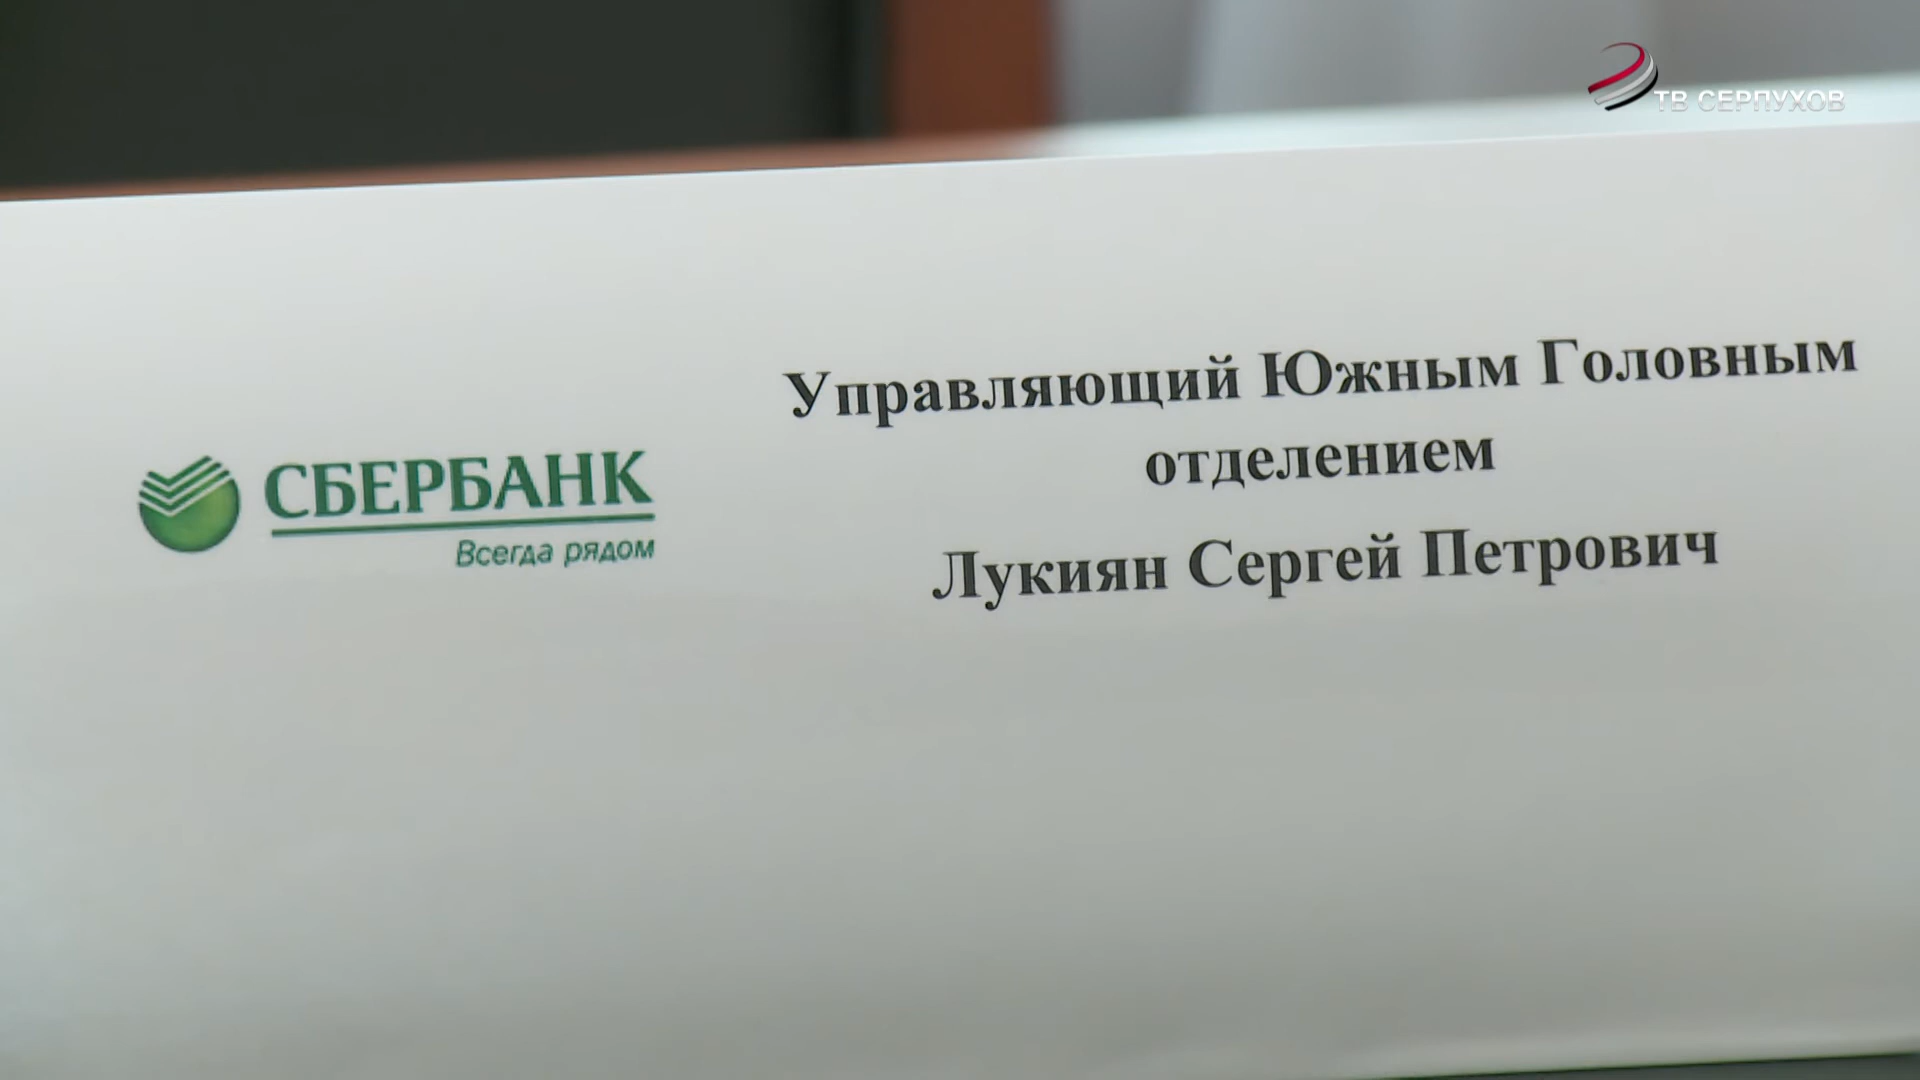 ТВ СЕРПУХОВ
Управляющий Южным Головным
отделением
Лукиян Сергей Петрович
СБЕРБАНК
Всегда рядом